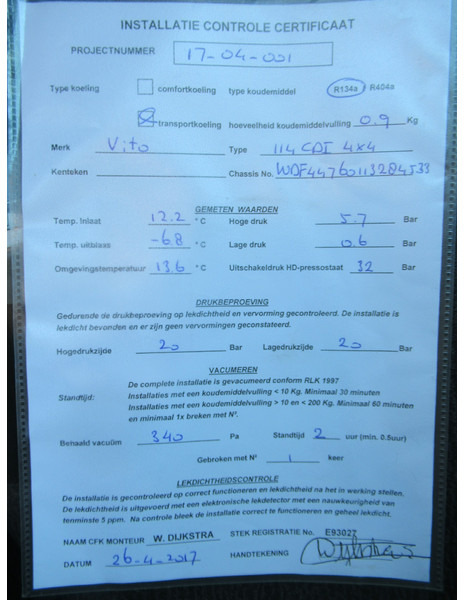 INSTALLATIE CONTROLE CERTIFICAAT
PROJECTNUMMER 17-04-001
Type koeling comfortkoeling type koudemiddel R134a R404a
transportkoeling hoeveelheid koudemiddelvulling 0.9 Kg
Merk Vito Type 114 CDI 4x4
Kenteken Chassis No. WDF44760113284533
GEMETEN WAARDEN
Temp. Inlaat 12.2 °C Hoge druk 5.7 Bar
Temp. uitblaas -6.8 °C Lage druk 0.6 Bar
Omgevingstemperatuur 13.6 °C Uitschakeldruk HD-pressostaat 32 Bar
DRUKBEPROEVING
Gedurende de drukbeproeving op lekdichtheid en vervorming gecontroleerd. De installatie is
lekdicht bevonden en er zijn geen vervormingen geconstateerd.
Hogedrukzijde 20 Bar Lagedrukzijde 20 Bar
VACUMEREN
De complete installatie is gevacumeerd conform RLK 1997
Standtijd: Installaties met een koudemiddelvulling < 10 Kg. Minimaal 30 minuten
Installaties met een koudemiddelvulling > 10 en < 200 Kg. Minimaal 60 minuten
en minimaal 1x breken met N².
Behaald vacuüm 340 Pa Standtijd 2 uur (min. 0.5uur)
Gebroken met N² 1 keer
LEKDICHTHEIDSCONTROLE
De installatie is gecontroleerd op correct functioneren en lekdichtheid na het in werking stellen.
De lekdichtheid is uitgevoerd met een elektronische lekdetector met een nauwkeurigheid van
tenminste 5 ppm. Na controle bleek de installatie correct te functioneren en geheel lekdicht.
NAAM CFK MONTEUR W. DIJKSTRA STEK REGISTRATIE No. E93027
DATUM 26-4-2017 HANDTEKENING